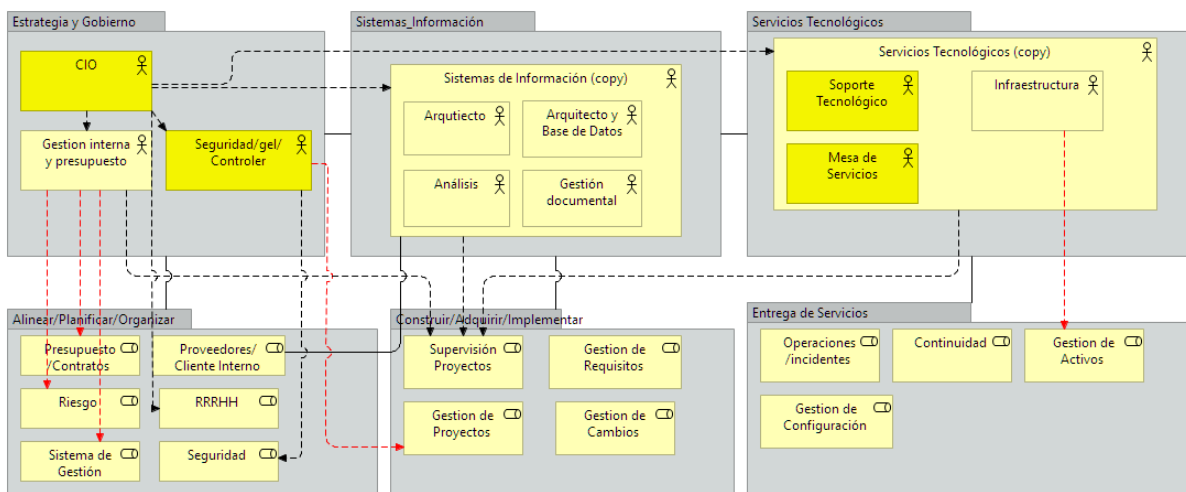 Estrategia y Gobierno
CIO
Gestion interna
y presupuesto
Seguridad/gel/
Controler
Sistemas_Información
Sistemas de Información (copy)
Arqutiecto
Arquitecto y
Base de Datos
Análisis
Gestión
documental
Servicios Tecnológicos
Servicios Tecnológicos (copy)
Soporte
Tecnológico
Infraestructura
Mesa de
Servicios
Alinear/Planificar/Organizar
Presupuesto
/Contratos
Proveedores/
Cliente Interno
Riesgo
RRRHH
Sistema de
Gestión
Seguridad
Construir/Adquirir/Implementar
Supervisión
Proyectos
Gestion de
Requisitos
Gestion de
Proyectos
Gestion de
Cambios
Entrega de Servicios
Operaciones
/incidentes
Continuidad
Gestion de
Activos
Gestion de
Configuración